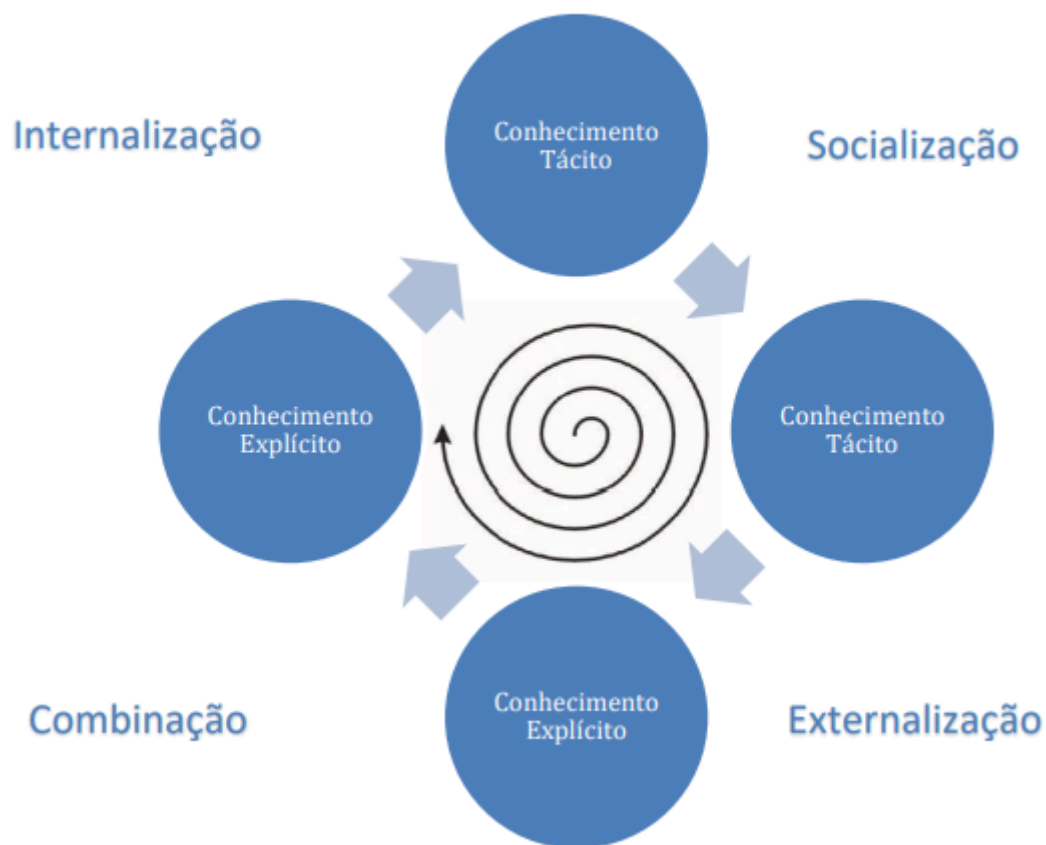 Conhecimento
Tácito
Internalização
Socialização
Conhecimento
Explícito
Conhecimento
Tácito
Combinação
Conhecimento
Explícito
Externalização